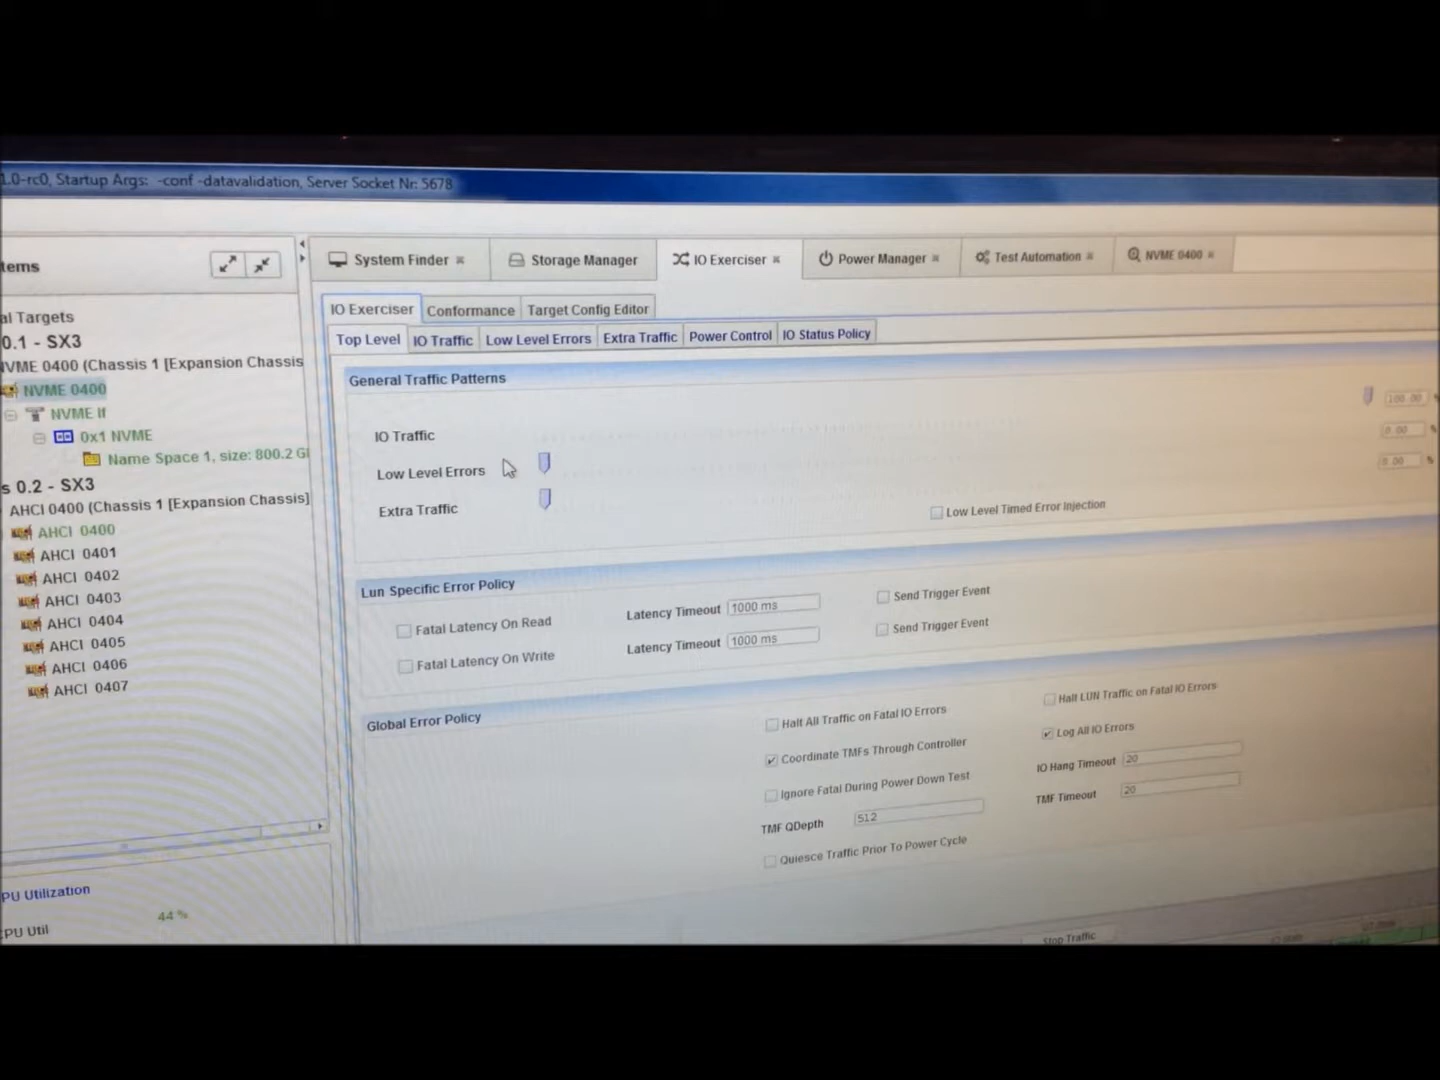 1.0-rc0, Startup Args: -conf -datavalidation, Server Socket Nr: 5678
tems
System Finder
Storage Manager
IO Exerciser
Power Manager
Test Automation
NVME 0400
al Targets
0.1 - SX3
NVME 0400 (Chassis 1 [Expansion Chassis
NVME 0400
NVME If
0x1 NVME
Name Space 1, size: 800.2 G
s 0.2 - SX3
AHCI 0400 (Chassis 1 [Expansion Chassis]
AHCI 0400
AHCI 0401
AHCI 0402
AHCI 0403
AHCI 0404
AHCI 0405
AHCI 0406
AHCI 0407
PU Utilization
44 %
CPU Util
IO Exerciser
Conformance
Target Config Editor
Top Level
IO Traffic
Low Level Errors
Extra Traffic
Power Control
IO Status Policy
General Traffic Patterns
IO Traffic
100.00 %
Low Level Errors
0.00 %
Extra Traffic
0.00 %
Low Level Timed Error Injection
Lun Specific Error Policy
Fatal Latency On Read
Latency Timeout 1000 ms
Send Trigger Event
Fatal Latency On Write
Latency Timeout 1000 ms
Send Trigger Event
Global Error Policy
Halt All Traffic on Fatal IO Errors
Halt LUN Traffic on Fatal IO Errors
Coordinate TMFs Through Controller
Log All IO Errors
Ignore Fatal During Power Down Test
IO Hang Timeout 20
TMF QDepth 512
TMF Timeout 20
Quiesce Traffic Prior To Power Cycle
Stop Traffic